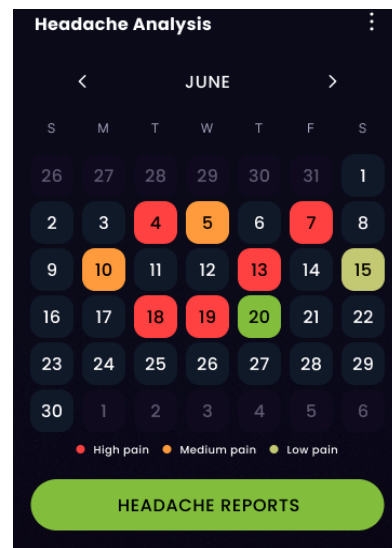 Headache Analysis
JUNE
S M T W T F S
26 27 28 29 30 31 1
2 3 4 5 6 7 8
9 10 11 12 13 14 15
16 17 18 19 20 21 22
23 24 25 26 27 28 29
30 1 2 3 4 5 6
High pain Medium pain Low pain
HEADACHE REPORTS